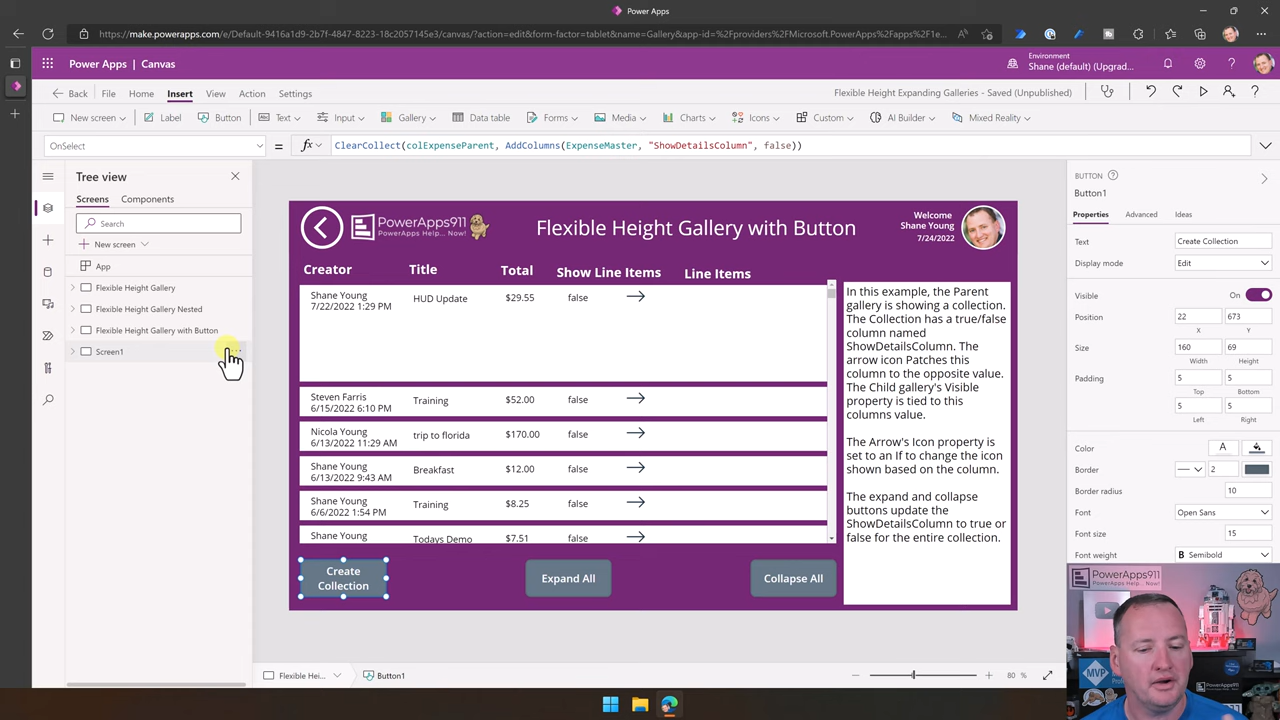 Power Apps
https://make.powerapps.com/e/Default-9416a1d9-2b7f-4847-8223-18c2057145e3/canvas/?action=edit&form-factor=tablet&name=Gallery&app-id=%2Fproviders%2FMicrosoft.PowerApps%2Fapps%2F1e...
Power Apps | Canvas
Environment
Shane (default) (Upgrad...
Back File Home Insert View Action Settings
Flexible Height Expanding Galleries - Saved (Unpublished)
New screen Label Button Text Input Gallery Data table Forms Media Charts Icons Custom AI Builder Mixed Reality
OnSelect = fx ClearCollect(colExpenseParent, AddColumns(ExpenseMaster, "ShowDetailsColumn", false))
Tree view
Screens Components
Search
New screen
App
Flexible Height Gallery
Flexible Height Gallery Nested
Flexible Height Gallery with Button
Screen1
PowerApps911
PowerApps Help... Now!
Flexible Height Gallery with Button
Welcome
Shane Young
7/24/2022
Creator Title Total Show Line Items Line Items
Shane Young
7/22/2022 1:29 PM
HUD Update $29.55 false
Steven Farris
6/15/2022 6:10 PM
Training $52.00 false
Nicola Young
6/13/2022 11:29 AM
trip to florida $170.00 false
Shane Young
6/13/2022 9:43 AM
Breakfast $12.00 false
Shane Young
6/6/2022 1:54 PM
Training $8.25 false
Shane Young
Todays Demo $7.51 false
In this example, the Parent
gallery is showing a collection.
The Collection has a true/false
column named
ShowDetailsColumn. The
arrow icon Patches this
column to the opposite value.
The Child gallery's Visible
property is tied to this
columns value.
The Arrow's Icon property is
set to an If to change the icon
shown based on the column.
The expand and collapse
buttons update the
ShowDetailsColumn to true or
false for the entire collection.
Create
Collection
Expand All
Collapse All
Flexible Hei... Button1
80 %
BUTTON
Button1
Properties Advanced Ideas
Text Create Collection
Display mode Edit
Visible On
Position 22 673
X Y
Size 160 69
Width Height
Padding 5 5
Top Bottom
5 5
Left Right
Color A
Border 2
Border radius 10
Font Open Sans
Font size 15
Font weight B Semibold
PowerApps911
PowerApps Help... Now!
MVP